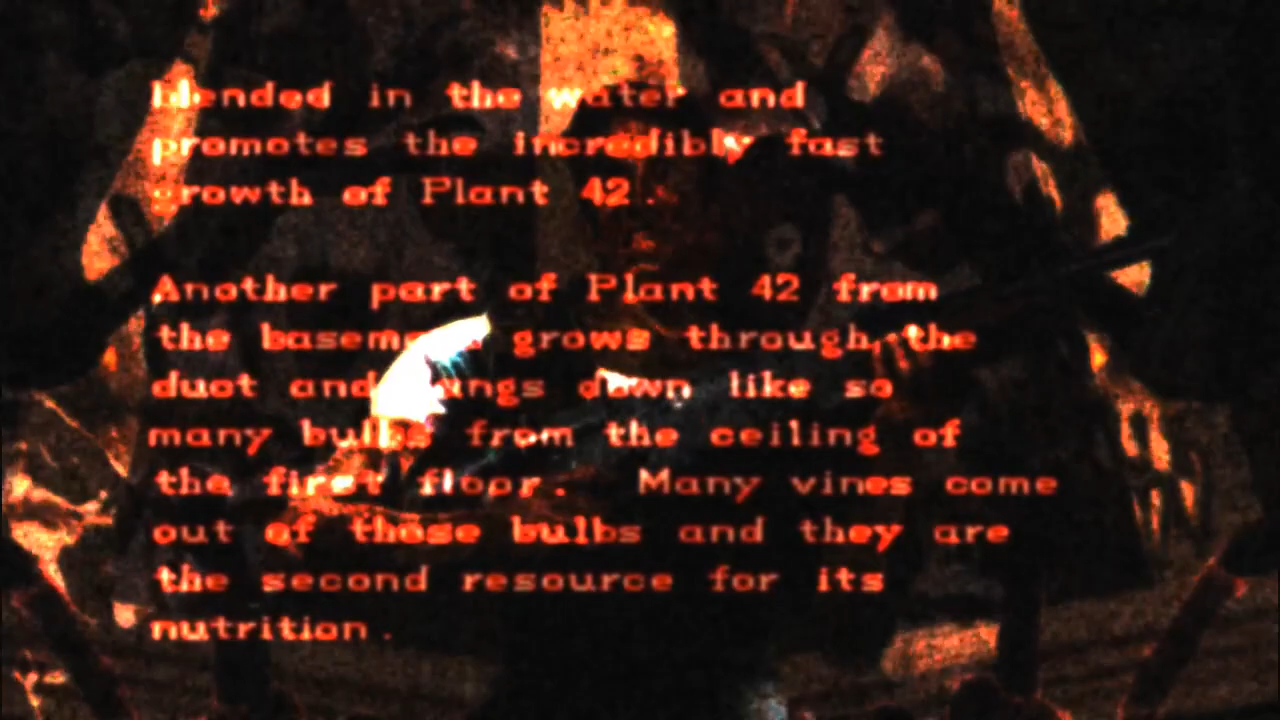 blended in the water and
promotes the incredibly fast
growth of Plant 42.
Another part of Plant 42 from
the basement grows through the
duct and hangs down like so
many bulbs from the ceiling of
the first floor. Many vines come
out of those bulbs and they are
the second resource for its
nutrition.